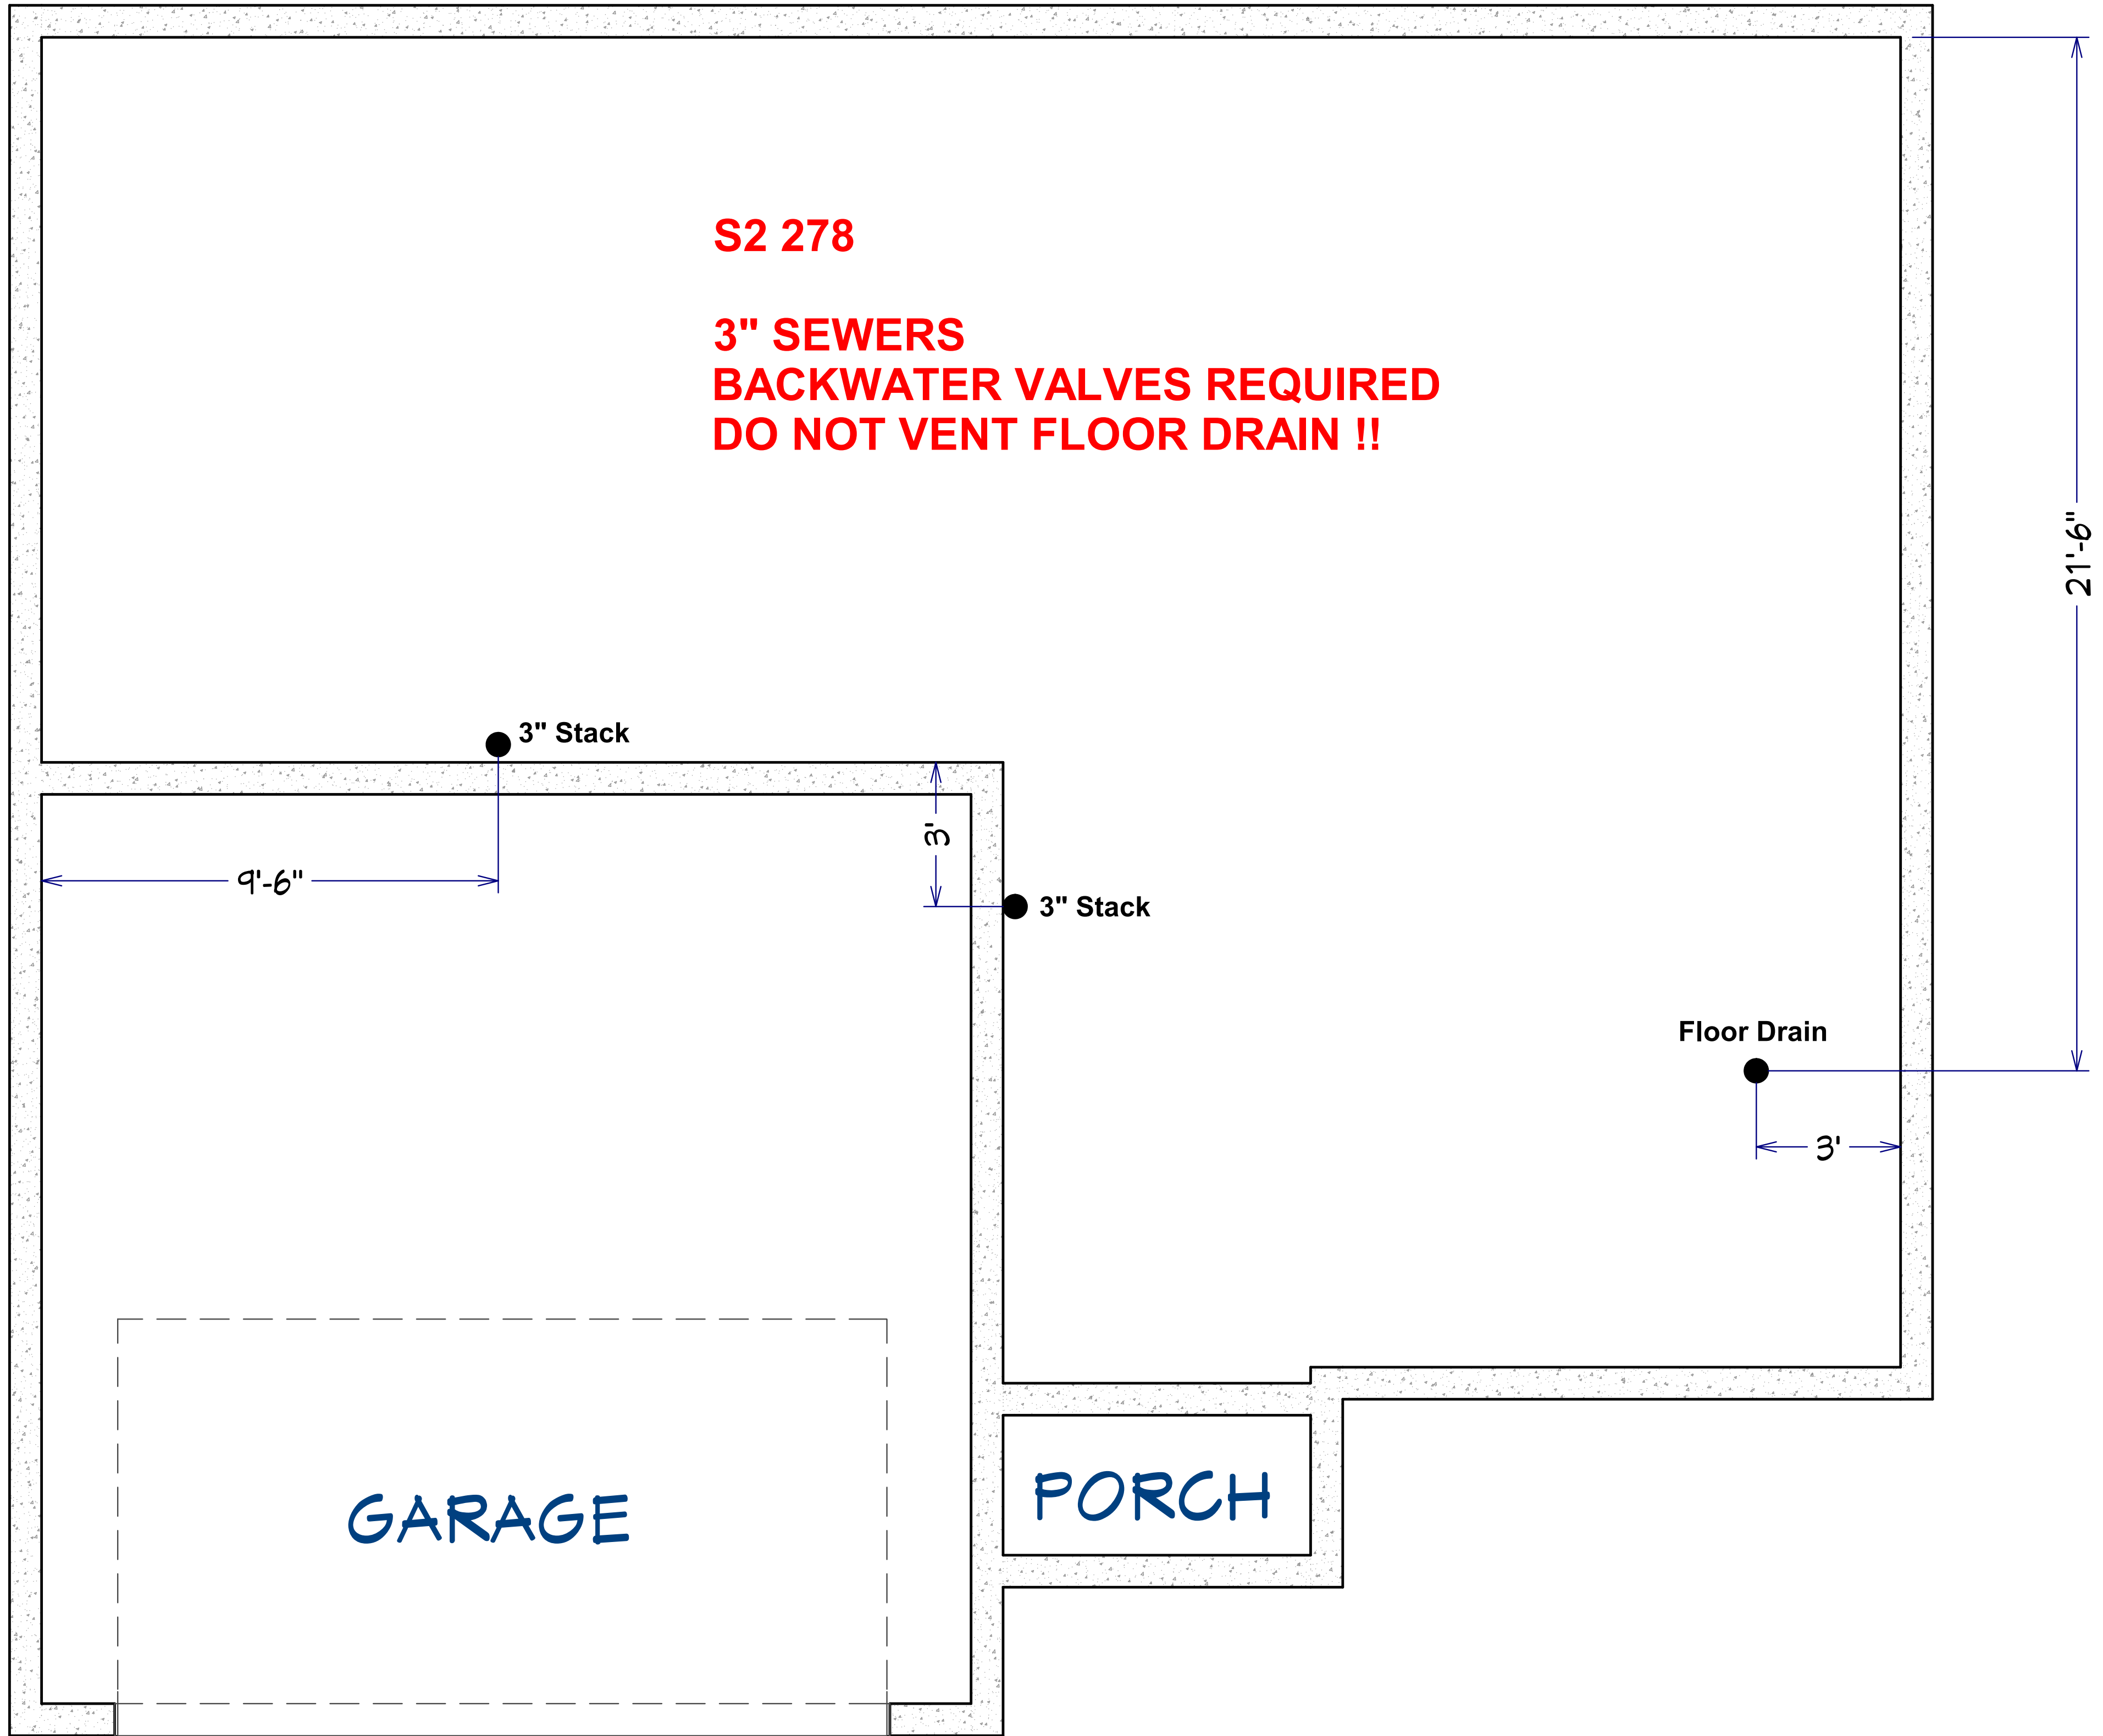 S2 278
3" SEWERS
BACKWATER VALVES REQUIRED
DO NOT VENT FLOOR DRAIN !!
21'-6"
3" Stack
3'
9'-6"
3" Stack
Floor Drain
3'
PORCH
GARAGE